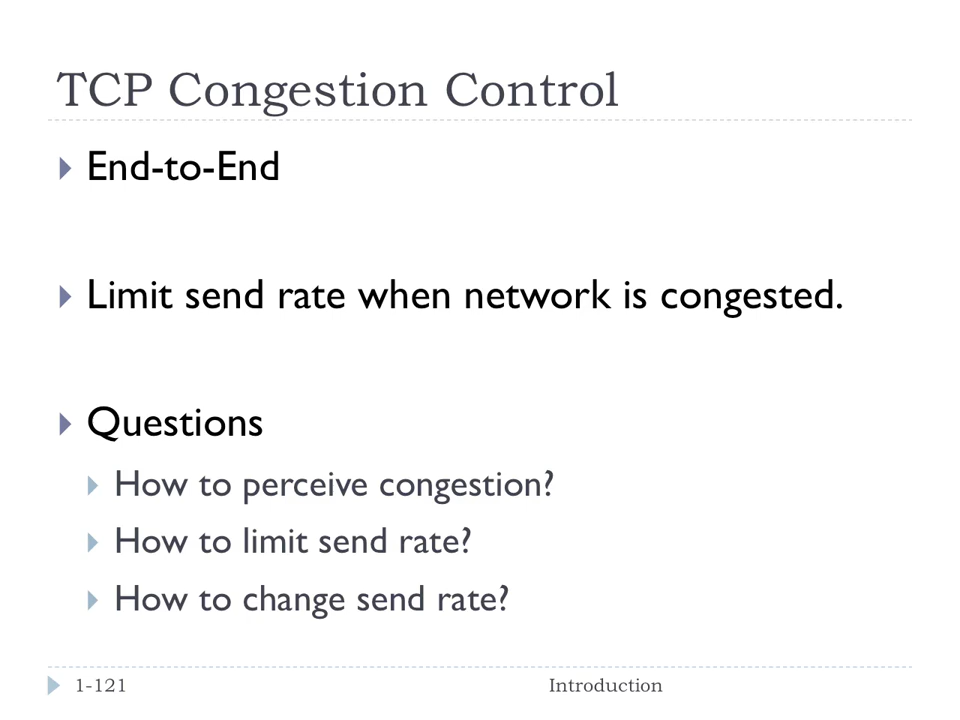 TCP Congestion Control
End-to-End
Limit send rate when network is congested.
Questions
How to perceive congestion?
How to limit send rate?
How to change send rate?
1-121
Introduction